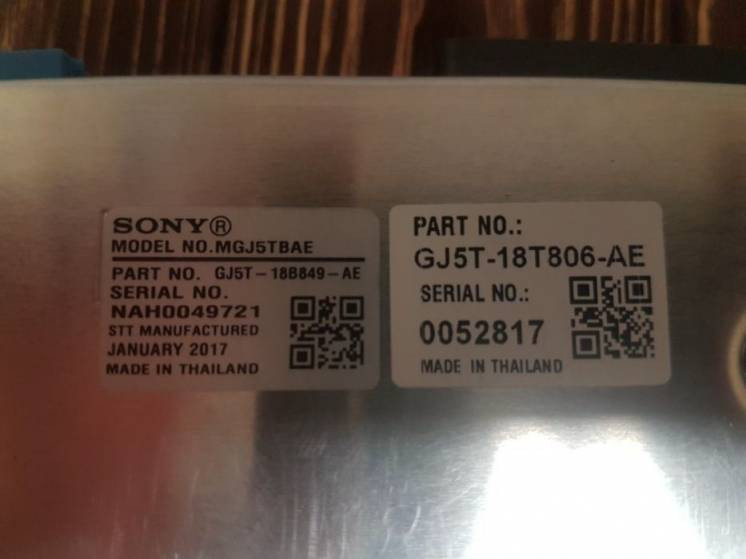 SONY®
MODEL NO.MGJ5TBAE
PART NO. GJ5T-18B849-AE
SERIAL NO.
NAH0049721
STT MANUFACTURED
JANUARY 2017
MADE IN THAILAND
PART NO.:
GJ5T-18T806-AE
SERIAL NO.:
0052817
MADE IN THAILAND